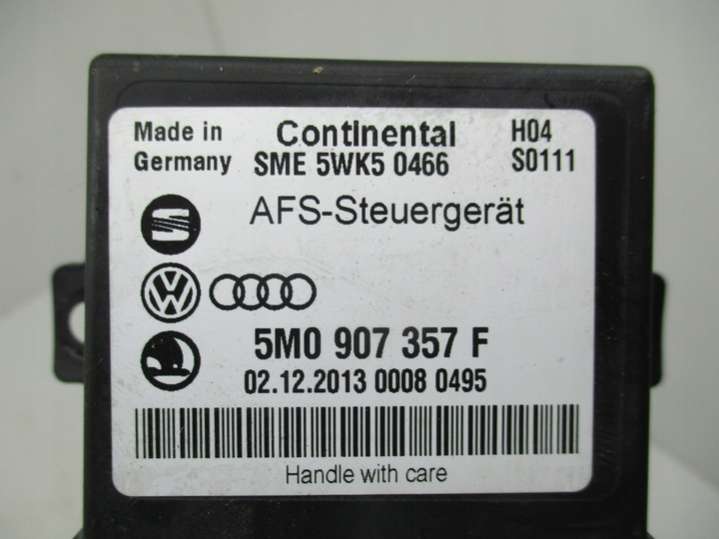 Made in Continental H04
Germany SME 5WK5 0466 S0111
AFS-Steuergerät
5M0 907 357 F
02.12.2013 0008 0495
Handle with care